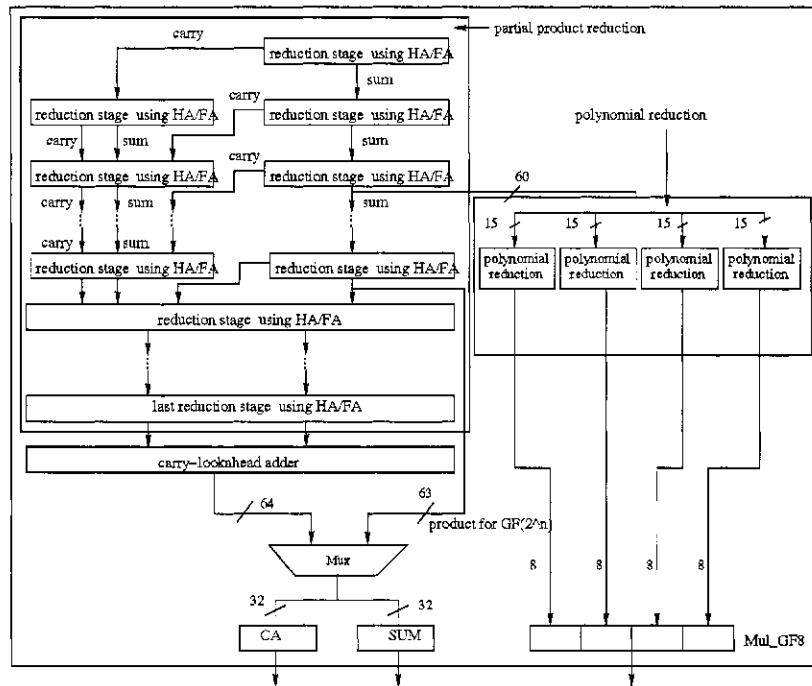 partial product reduction
carry
reduction stage using HA/FA
sum
carry
reduction stage using HA/FA
reduction stage using HA/FA
polynomial reduction
carry
sum
carry
sum
reduction stage using HA/FA
reduction stage using HA/FA
60
carry
sum
sum
15
15
15
15
carry
sum
reduction stage using HA/FA
reduction stage using HA/FA
polynomial
reduction
polynomial
reduction
polynomial
reduction
polynomial
reduction
reduction stage using HA/FA
last reduction stage using HA/FA
carry-looknhead adder
64
63
product for GF(2^n)
Mux
8
8
8
8
32
32
CA
SUM
Mul_GF8